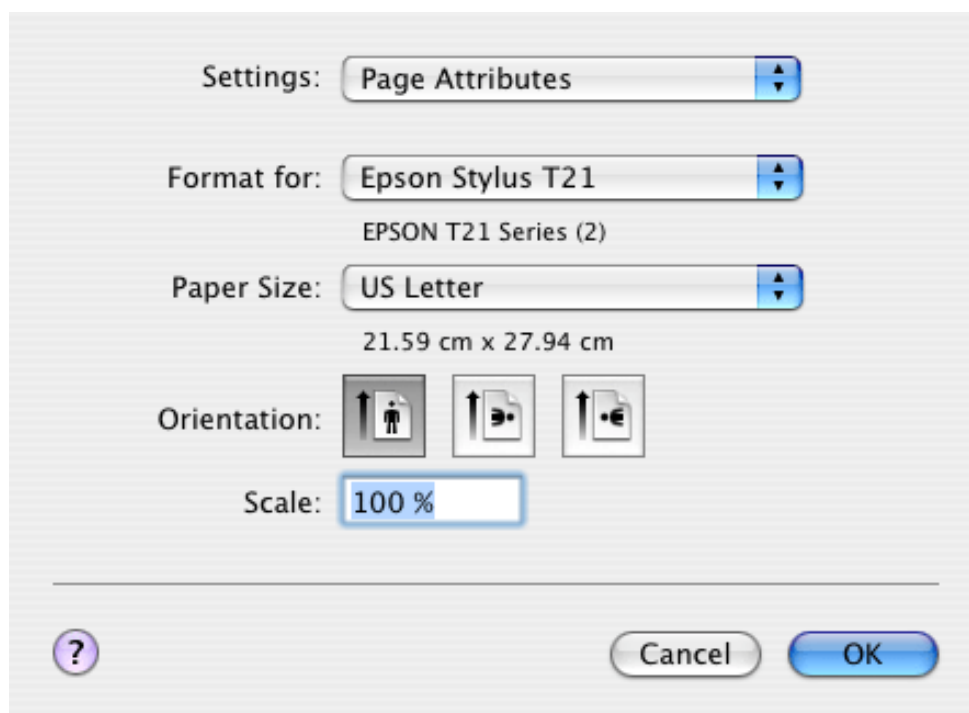 Settings: Page Attributes
Format for: Epson Stylus T21
EPSON T21 Series (2)
Paper Size: US Letter
21.59 cm x 27.94 cm
Orientation:
Scale: 100 %
? Cancel OK